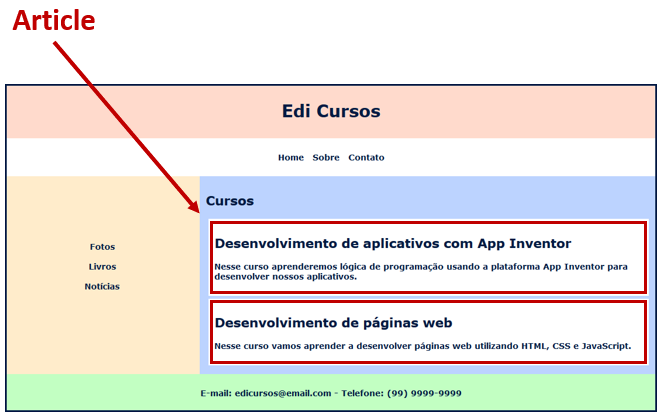 Article
Edi Cursos
Home Sobre Contato
Fotos
Livros
Notícias
Cursos
Desenvolvimento de aplicativos com App Inventor
Nesse curso aprenderemos lógica de programação usando a plataforma App Inventor para
desenvolver nossos aplicativos.
Desenvolvimento de páginas web
Nesse curso vamos aprender a desenvolver páginas web utilizando HTML, CSS e JavaScript.
E-mail: edicursos@email.com - Telefone: (99) 9999-9999